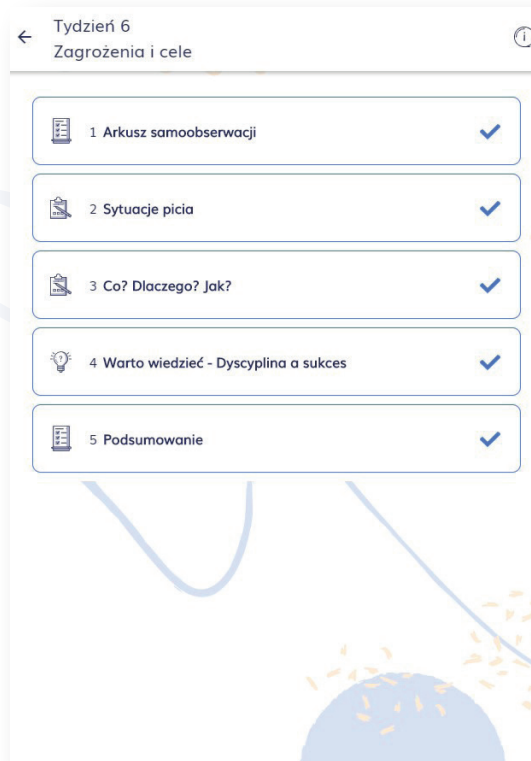 Tydzień 6
Zagrożenia i cele
1 Arkusz samoobserwacji
2 Sytuacje picia
3 Co? Dlaczego? Jak?
4 Warto wiedzieć - Dyscyplina a sukces
5 Podsumowanie